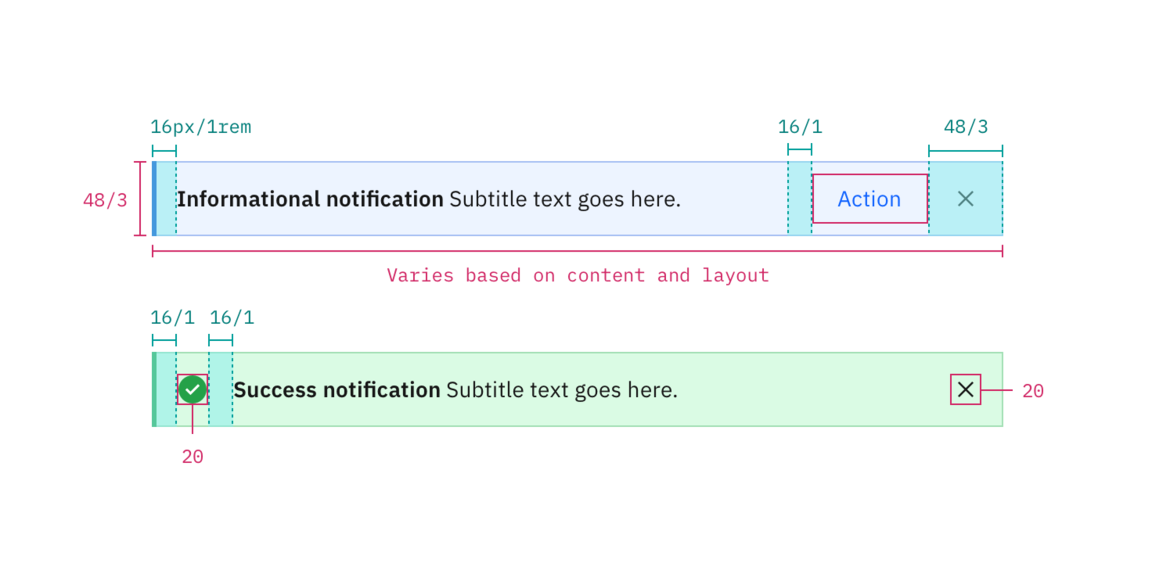 16px/1rem
16/1
48/3
48/3
Informational notification Subtitle text goes here.
Action
Varies based on content and layout
16/1
16/1
Success notification Subtitle text goes here.
20
20